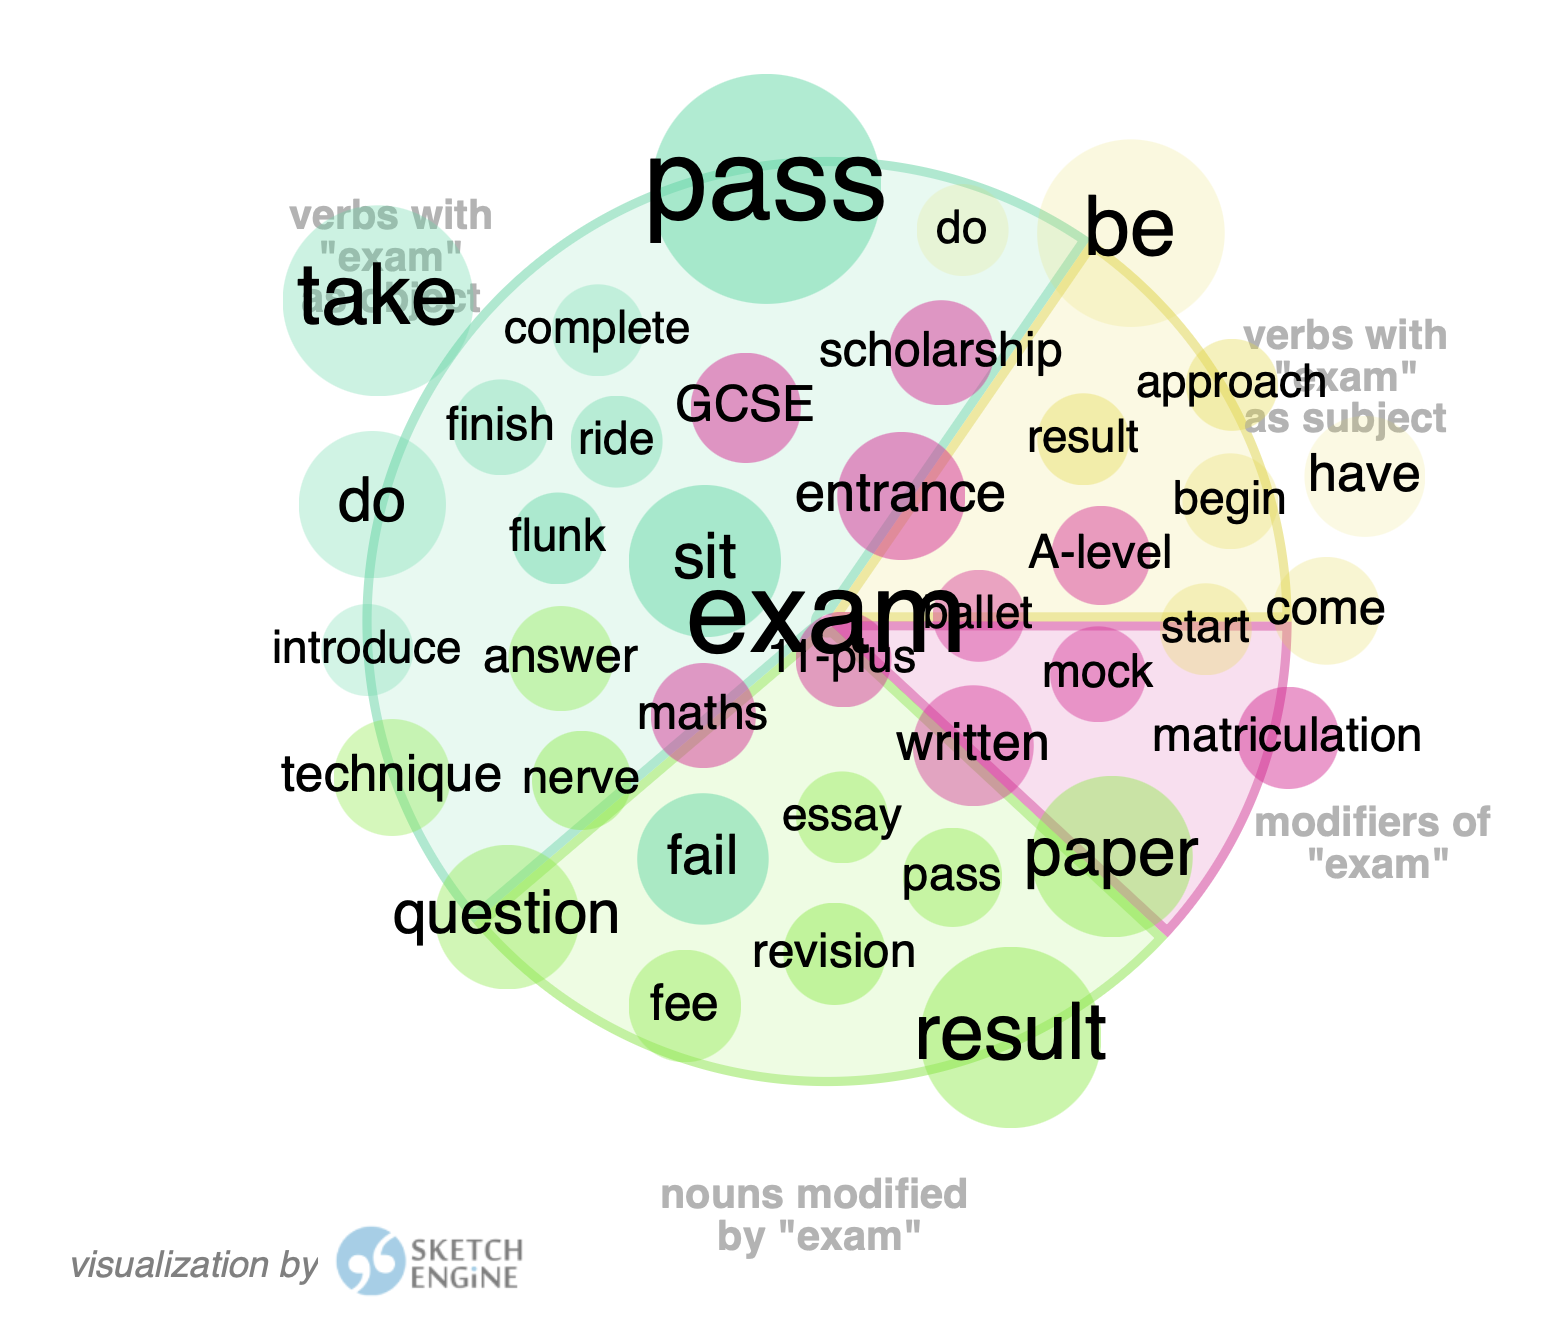 pass
do
be
verbs with
"exam"
as object
take
complete
scholarship
verbs with
"exam"
as subject
approach
GCSE
finish
ride
result
have
entrance
begin
do
flunk
sit
A-level
exam
ballet
start
come
introduce
answer
11-plus
mock
maths
written
matriculation
technique
nerve
essay
modifiers of
"exam"
fail
pass
paper
question
revision
fee
result
nouns modified
by "exam"
visualization by
SKETCH
ENGINE